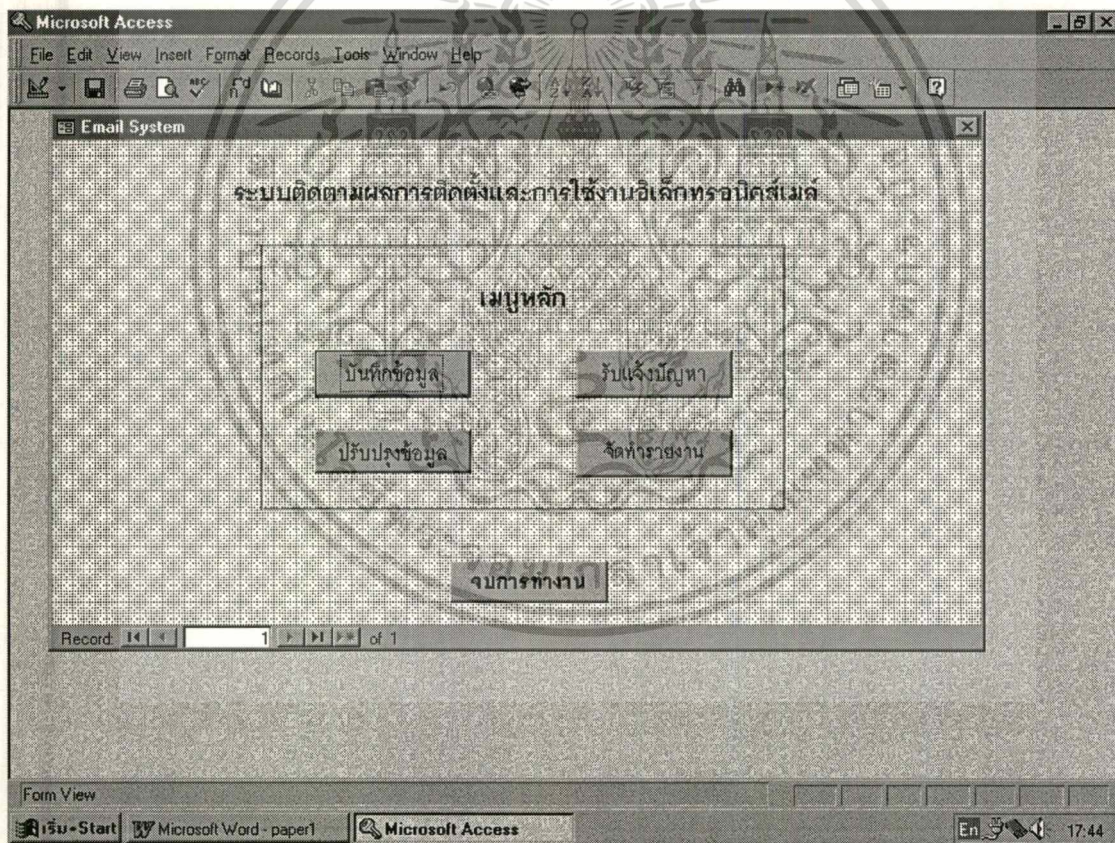 Microsoft Access
File Edit View Insert Format Records Tools Window Help
Email System
ระบบติดตามผลการติดตั้งและการใช้งานอิเล็กทรอนิคส์เมล์
เมนูหลัก
บันทึกข้อมูล รับแจ้งปัญหา
ปรับปรุงข้อมูล จัดทำรายงาน
จบการทำงาน
Record: 1 of 1
Form View
เริ่ม-Start Microsoft Word - paper1 Microsoft Access En 17:44